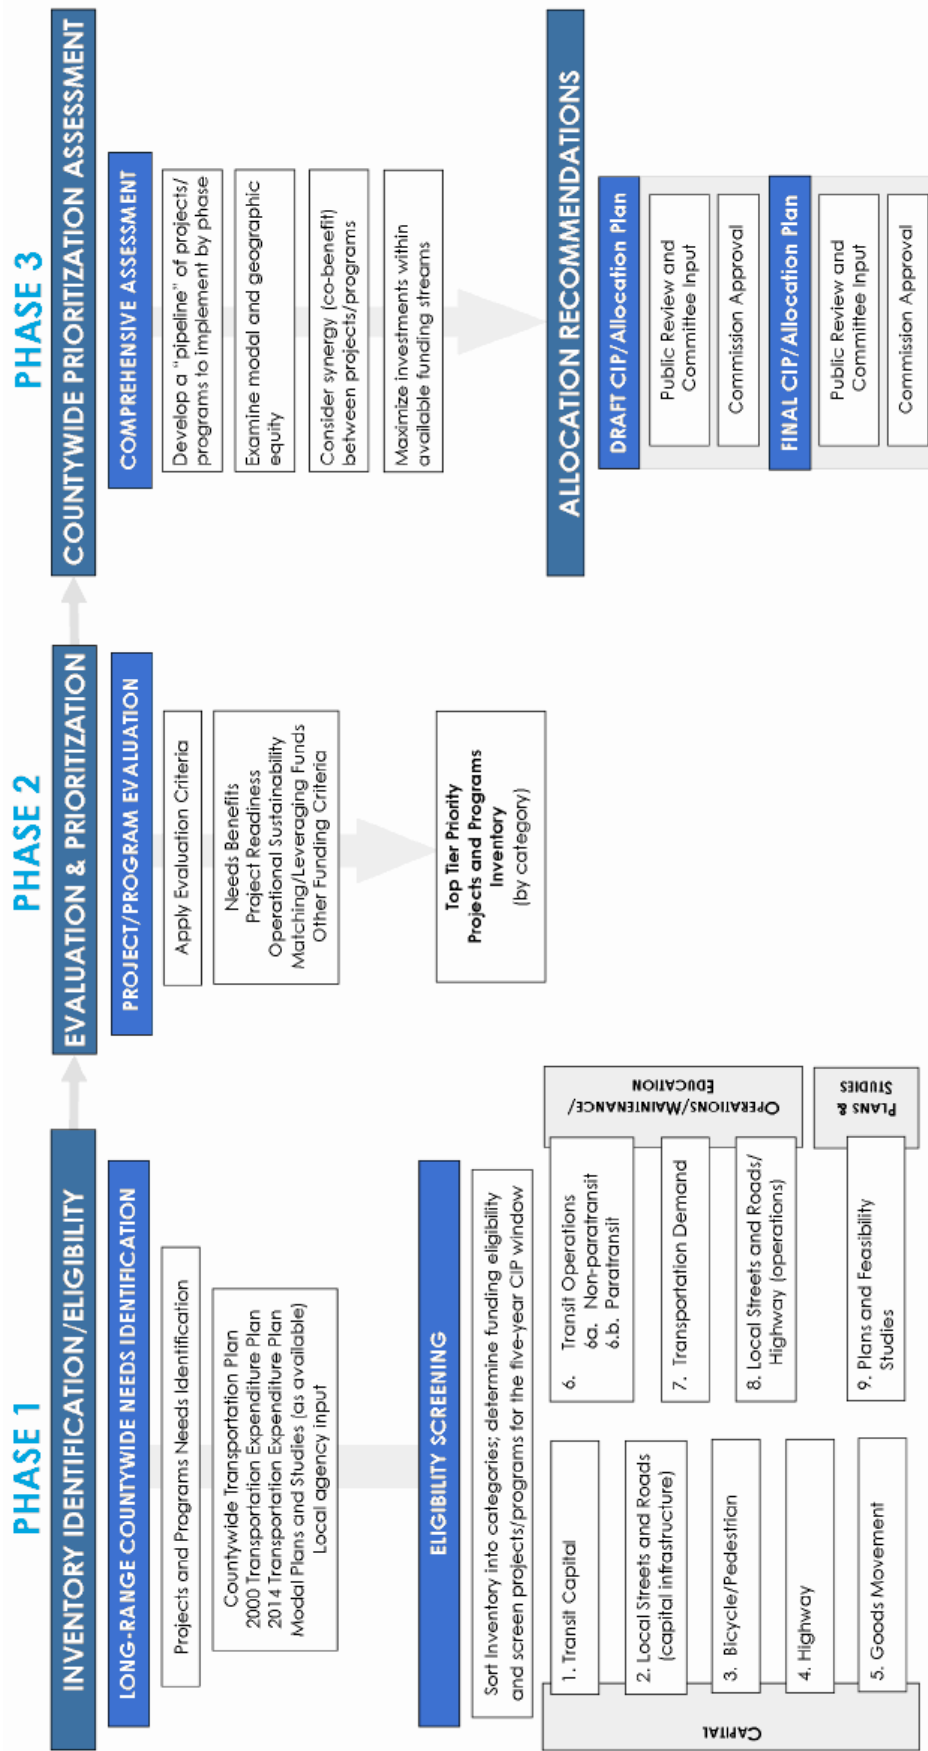 PHASE 1
INVENTORY IDENTIFICATION/ELIGIBILITY
LONG-RANGE COUNTYWIDE NEEDS IDENTIFICATION
Projects and Programs Needs Identification
Countywide Transportation Plan
2000 Transportation Expenditure Plan
2014 Transportation Expenditure Plan
Modal Plans and Studies (as available)
Local agency input
ELIGIBILITY SCREENING
Sort Inventory into categories; determine funding eligibility
and screen projects/programs for the five-year CIP window
CAPITAL
1. Transit Capital
2. Local Streets and Roads
(capital infrastructure)
3. Bicycle/Pedestrian
4. Highway
5. Goods Movement
6. Transit Operations
6a. Non-paratransit
6.b. Paratransit
7. Transportation Demand
8. Local Streets and Roads/
Highway (operations)
OPERATIONS/MAINTENANCE/
EDUCATION
9. Plans and Feasibility
Studies
PLANS &
STUDIES
PHASE 2
EVALUATION & PRIORITIZATION
PROJECT/PROGRAM EVALUATION
Apply Evaluation Criteria
Needs Benefits
Project Readiness
Operational Sustainability
Matching/Leveraging Funds
Other Funding Criteria
Top Tier Priority
Projects and Programs
Inventory
(by category)
PHASE 3
COUNTYWIDE PRIORITIZATION ASSESSMENT
COMPREHENSIVE ASSESSMENT
Develop a "pipeline" of projects/
programs to implement by phase
Examine modal and geographic
equity
Consider synergy (co-benefit)
between projects/programs
Maximize investments within
available funding streams
ALLOCATION RECOMMENDATIONS
DRAFT CIP/Allocation Plan
Public Review and
Committee Input
Commission Approval
FINAL CIP/Allocation Plan
Public Review and
Committee Input
Commission Approval